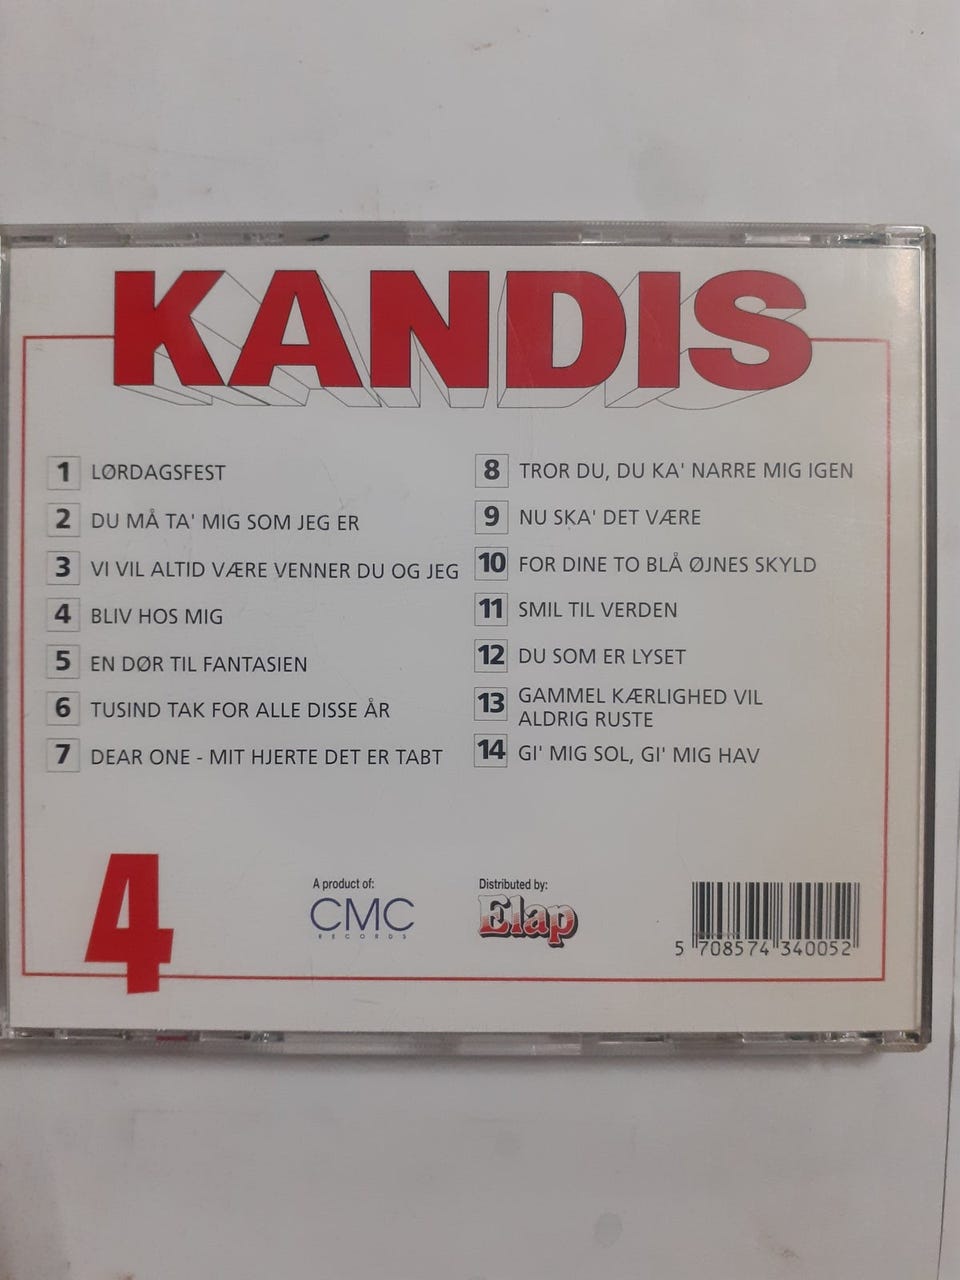 KANDIS
1 LØRDAGSFEST
2 DU MÅ TA' MIG SOM JEG ER
3 VI VIL ALTID VÆRE VENNER DU OG JEG
4 BLIV HOS MIG
5 EN DØR TIL FANTASIEN
6 TUSIND TAK FOR ALLE DISSE ÅR
7 DEAR ONE - MIT HJERTE DET ER TABT
8 TROR DU, DU KA' NARRE MIG IGEN
9 NU SKA' DET VÆRE
10 FOR DINE TO BLÅ ØJNES SKYLD
11 SMIL TIL VERDEN
12 DU SOM ER LYSET
13 GAMMEL KÆRLIGHED VIL
ALDRIG RUSTE
14 GI' MIG SOL, GI' MIG HAV
4
A product of:
CMC
RECORDS
Distributed by:
Elap
5 708574 340052